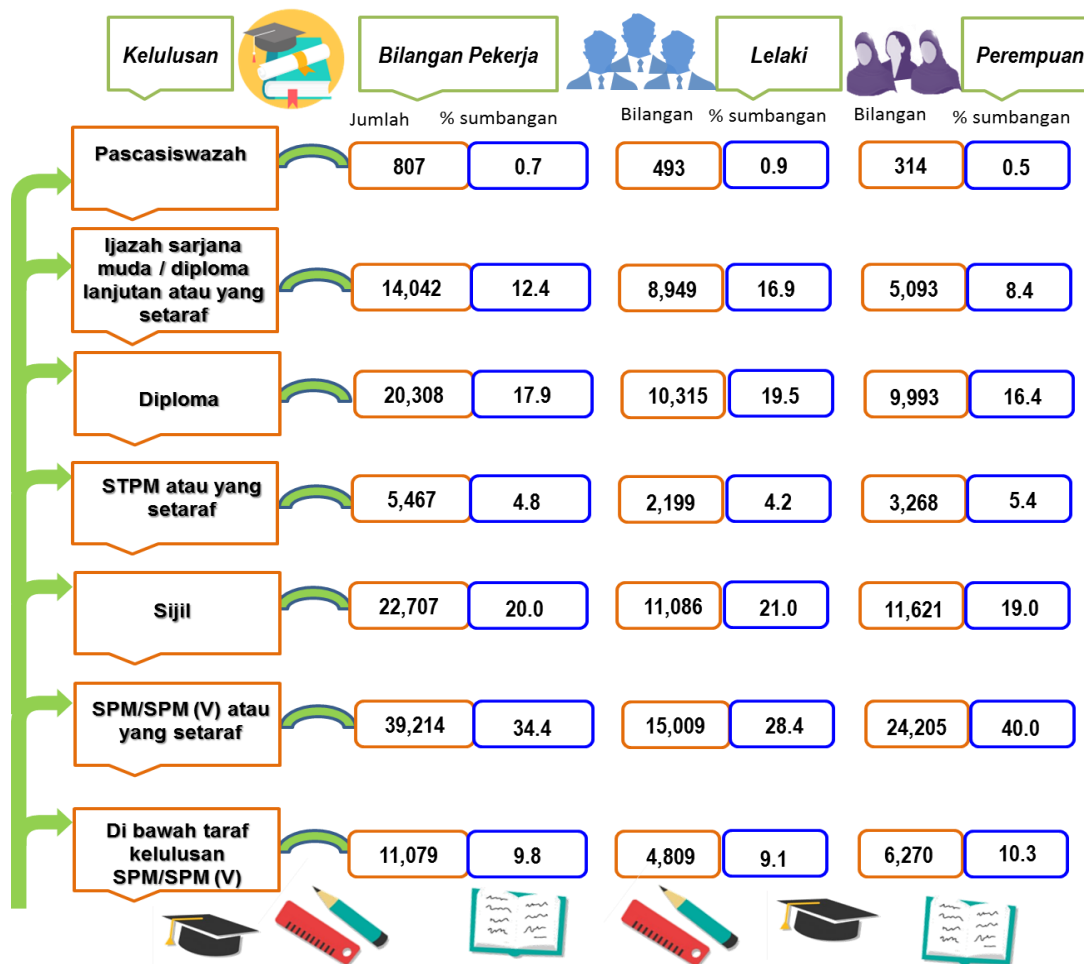 Kelulusan
Bilangan Pekerja
Lelaki
Perempuan
Jumlah % sumbangan Bilangan % sumbangan Bilangan % sumbangan
Pascasiswazah
807 0.7 493 0.9 314 0.5
Ijazah sarjana
muda / diploma
lanjutan atau yang
setaraf
14,042 12.4 8,949 16.9 5,093 8.4
Diploma
20,308 17.9 10,315 19.5 9,993 16.4
STPM atau yang
setaraf
5,467 4.8 2,199 4.2 3,268 5.4
Sijil
22,707 20.0 11,086 21.0 11,621 19.0
SPM/SPM (V) atau
yang setaraf
39,214 34.4 15,009 28.4 24,205 40.0
Di bawah taraf
kelulusan
SPM/SPM (V)
11,079 9.8 4,809 9.1 6,270 10.3